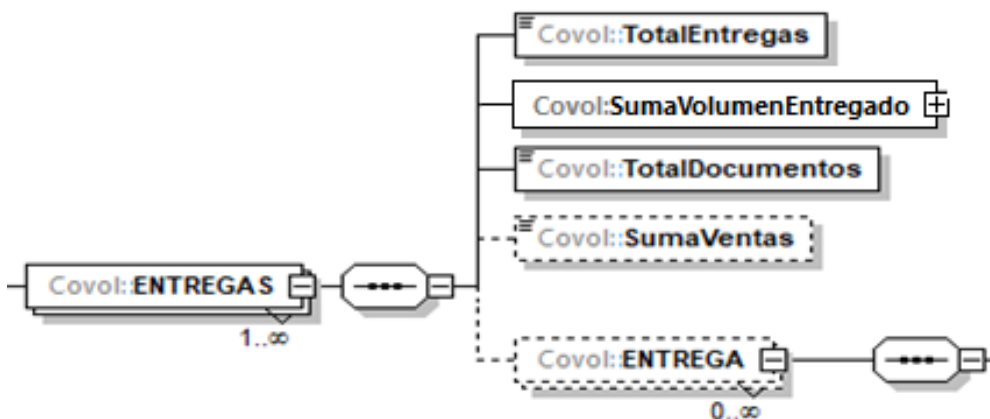 Covol::TotalEntregas
Covol:SumaVolumenEntregado
Covol::TotalDocumentos
Covol::SumaVentas
Covol::ENTREGAS
1..∞
Covol::ENTREGA
0..∞